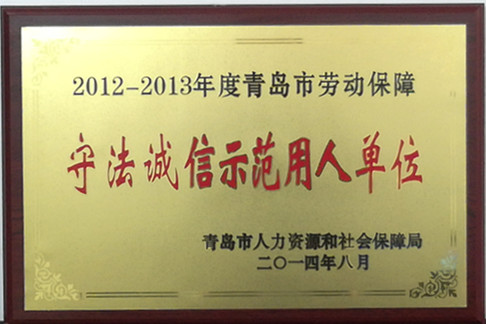 2012-2013年度青岛市劳动保障
守法诚信示范用人单位
青岛市人力资源和社会保障局
二〇一四年八月